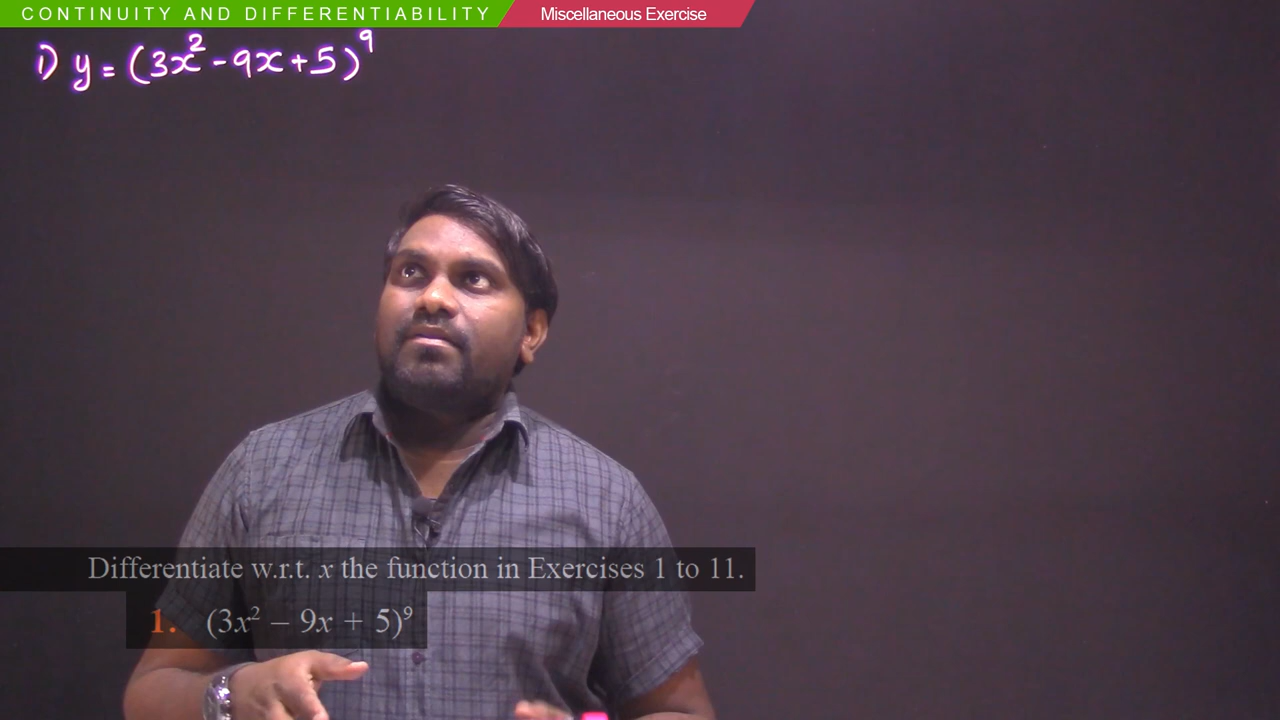 CONTINUITY AND DIFFERENTIABILITY Miscellaneous Exercise
1) y = (3x² - 9x + 5)⁹
Differentiate w.r.t. x the function in Exercises 1 to 11.
1. (3x² – 9x + 5)⁹